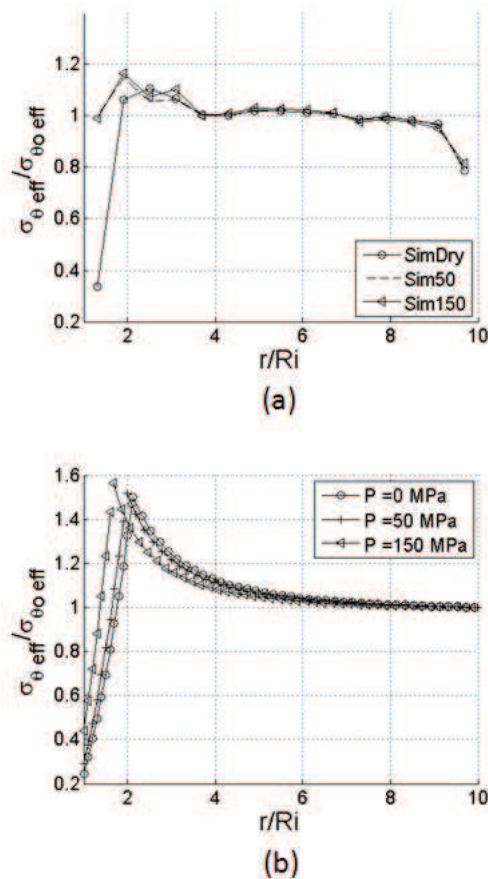 σθ eff/σθo eff
1.2
1
0.8
0.6
0.4
0.2
2 4 6 8 10
r/Ri
SimDry
Sim50
Sim150
(a)
σθ eff/σθo eff
1.6
1.4
1.2
1
0.8
0.6
0.4
0.2
2 4 6 8 10
r/Ri
P =0 MPa
P =50 MPa
P =150 MPa
(b)